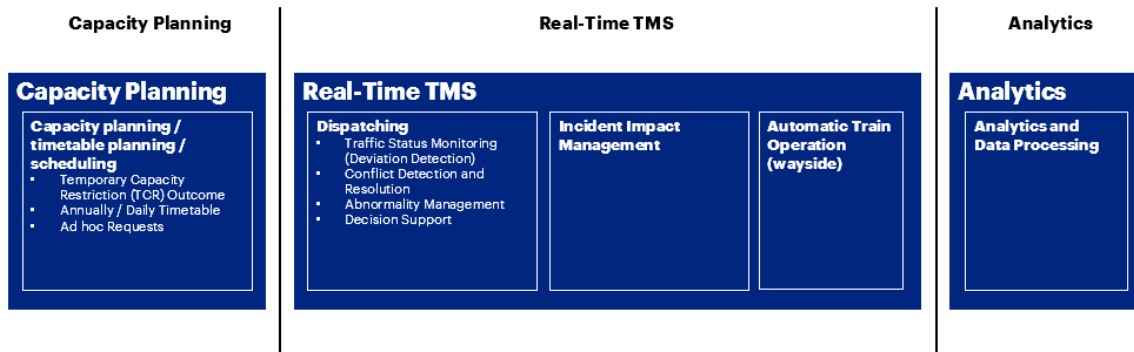 Capacity Planning
Real-Time TMS
Analytics
Capacity Planning
Capacity planning /
timetable planning /
scheduling
▪ Temporary Capacity
Restriction (TCR) Outcome
▪ Annually / Daily Timetable
▪ Ad hoc Requests
Real-Time TMS
Dispatching
▪ Traffic Status Monitoring
(Deviation Detection)
▪ Conflict Detection and
Resolution
▪ Abnormality Management
▪ Decision Support
Incident Impact
Management
Automatic Train
Operation
(wayside)
Analytics
Analytics and
Data Processing